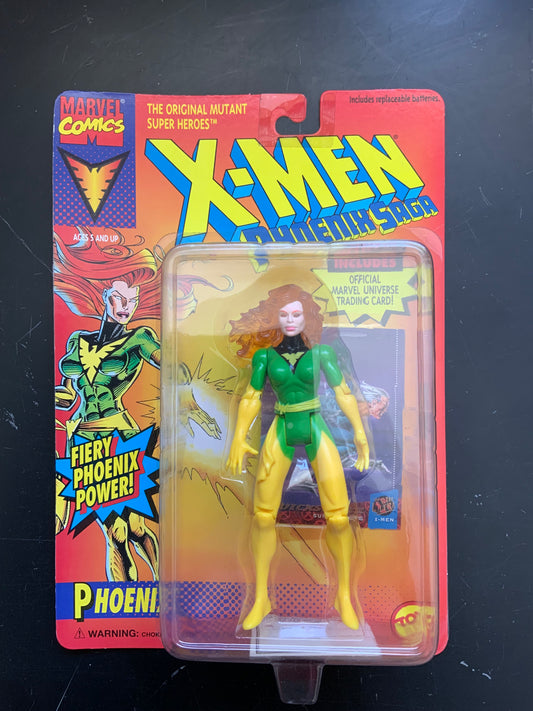 MARVEL
COMICS
M
THE ORIGINAL MUTANT
SUPER HEROES™
Includes replaceable batteries.
X-MEN
PHOENIX SAGA
AGES 5 AND UP
INCLUDES
OFFICIAL
MARVEL UNIVERSE
TRADING CARD!
FIERY
PHOENIX
POWER!
X-MEN
PHOENIX
WARNING: